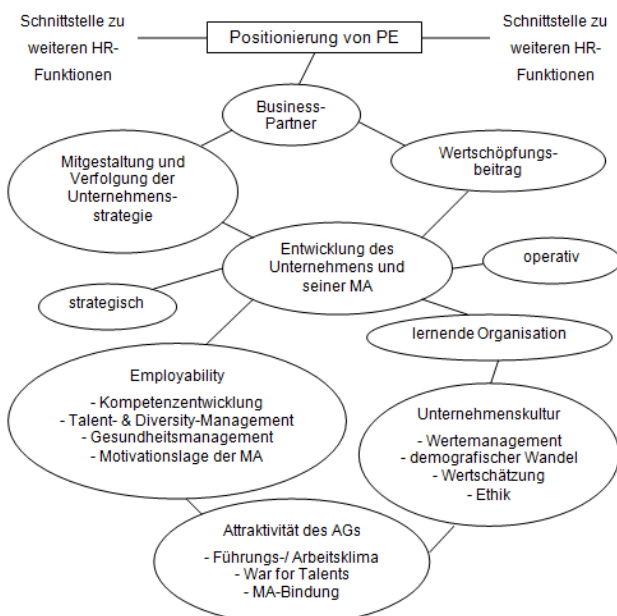 Schnittstelle zu
weiteren HR-
Funktionen
Positionierung von PE
Schnittstelle zu
weiteren HR-
Funktionen
Business-
Partner
Mitgestaltung und
Verfolgung der
Unternehmens-
strategie
Wertschöpfungs-
beitrag
Entwicklung des
Unternehmens und
seiner MA
operativ
strategisch
lernende Organisation
Employability
- Kompetenzentwicklung
- Talent- & Diversity-Management
- Gesundheitsmanagement
- Motivationslage der MA
Unternehmenskultur
- Wertemanagement
- demografischer Wandel
- Wertschätzung
- Ethik
Attraktivität des AGs
- Führungs-/ Arbeitsklima
- War for Talents
- MA-Bindung